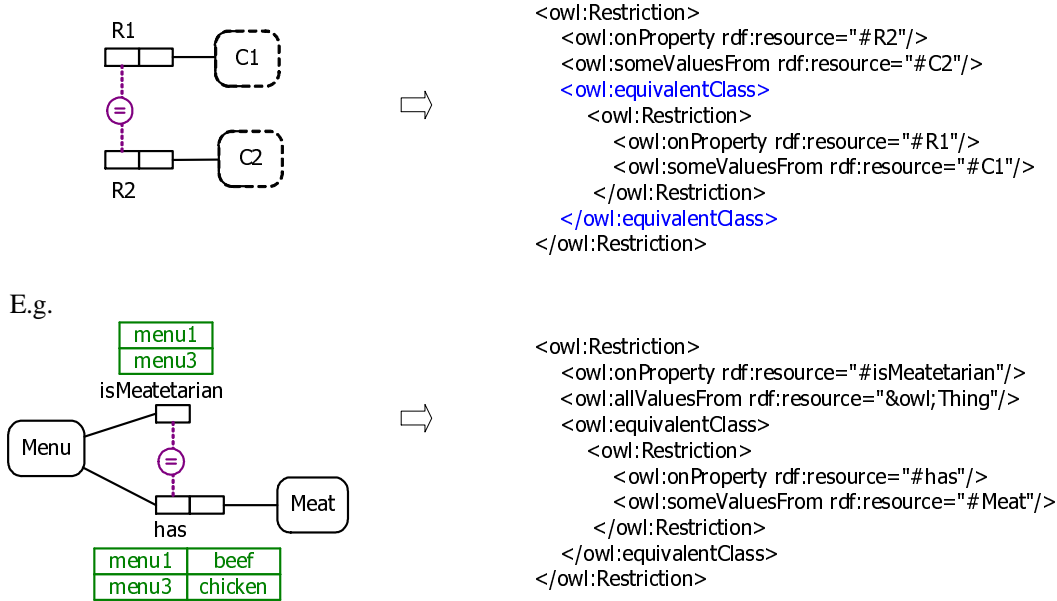 R1
C1
=
C2
R2
<owl:Restriction>
<owl:onProperty rdf:resource="#R2"/>
<owl:someValuesFrom rdf:resource="#C2"/>
<owl:equivalentClass>
<owl:Restriction>
<owl:onProperty rdf:resource="#R1"/>
<owl:someValuesFrom rdf:resource="#C1"/>
</owl:Restriction>
</owl:equivalentClass>
</owl:Restriction>
E.g.
menu1
menu3
isMeatetarian
Menu
=
Meat
has
menu1 beef
menu3 chicken
<owl:Restriction>
<owl:onProperty rdf:resource="#isMeatetarian"/>
<owl:allValuesFrom rdf:resource="&owl;Thing"/>
<owl:equivalentClass>
<owl:Restriction>
<owl:onProperty rdf:resource="#has"/>
<owl:someValuesFrom rdf:resource="#Meat"/>
</owl:Restriction>
</owl:equivalentClass>
</owl:Restriction>